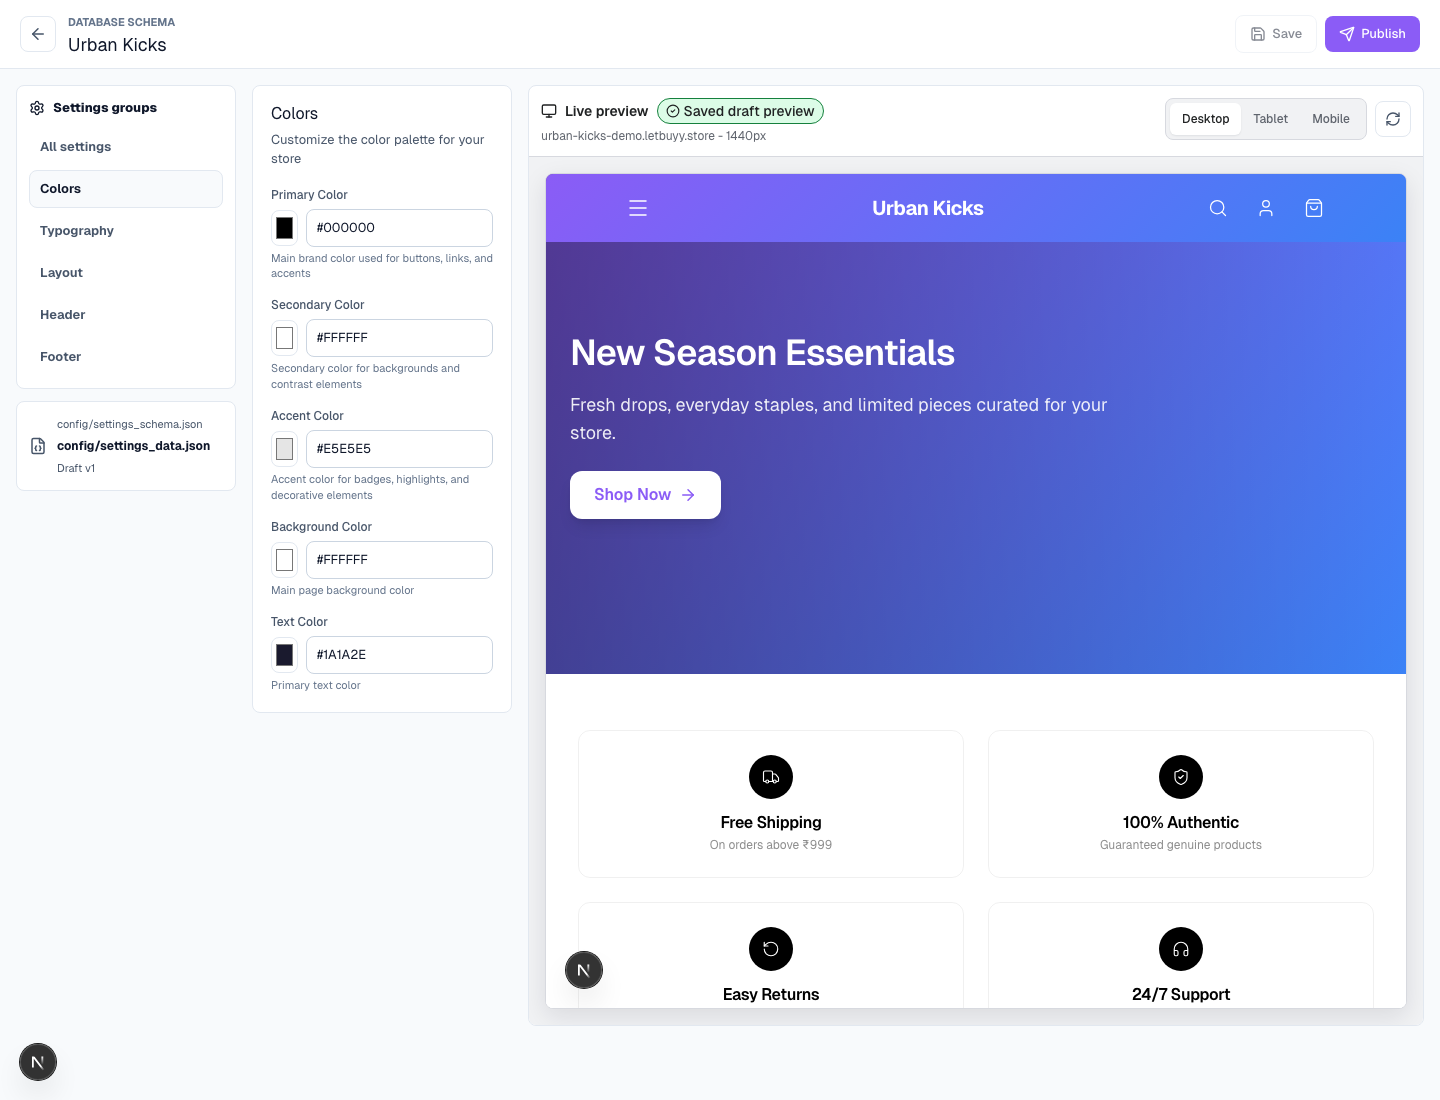 DATABASE SCHEMA
Urban Kicks
Save
Publish
Settings groups
All settings
Colors
Typography
Layout
Header
Footer
config/settings_schema.json
config/settings_data.json
Draft v1
Colors
Customize the color palette for your
store
Primary Color
#000000
Main brand color used for buttons, links, and
accents
Secondary Color
#FFFFFF
Secondary color for backgrounds and
contrast elements
Accent Color
#E5E5E5
Accent color for badges, highlights, and
decorative elements
Background Color
#FFFFFF
Main page background color
Text Color
#1A1A2E
Primary text color
Live preview
Saved draft preview
urban-kicks-demo.letbuyy.store - 1440px
Desktop
Tablet
Mobile
Urban Kicks
New Season Essentials
Fresh drops, everyday staples, and limited pieces curated for your
store.
Shop Now
Free Shipping
On orders above ₹999
100% Authentic
Guaranteed genuine products
Easy Returns
24/7 Support
N
N